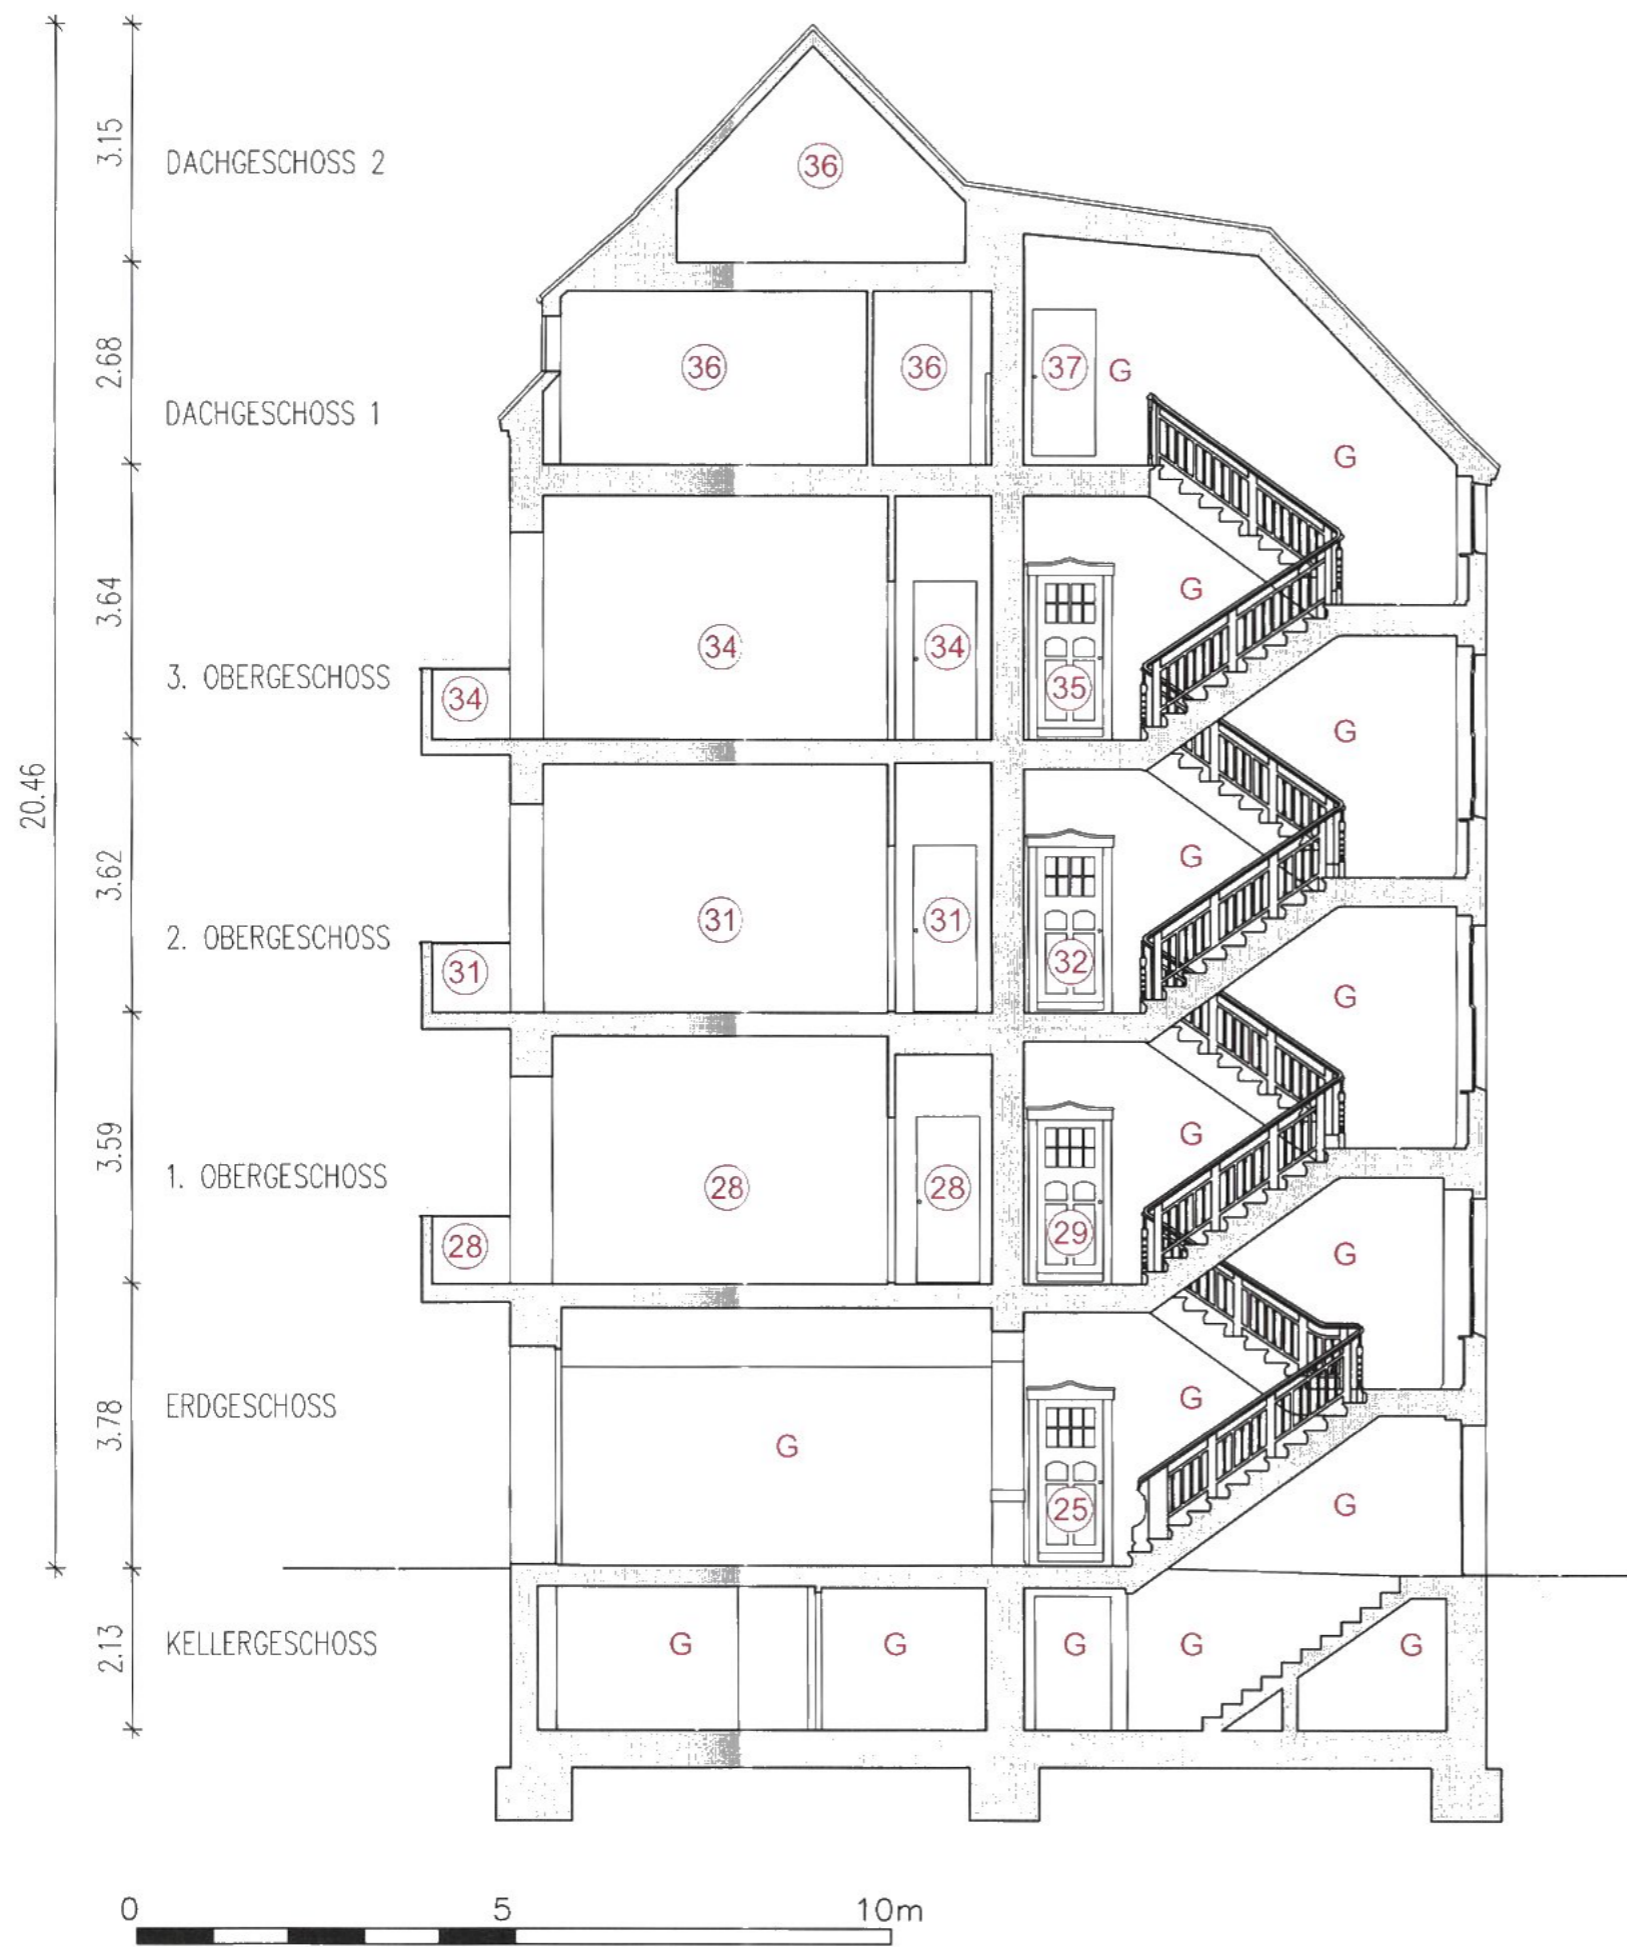 3.15
DACHGESCHOSS 2
36
2.68
DACHGESCHOSS 1
36
36
37
G
G
3.64
3. OBERGESCHOSS
34
34
34
35
G
G
20.46
3.62
2. OBERGESCHOSS
31
31
31
32
G
G
3.59
1. OBERGESCHOSS
28
28
28
29
G
G
3.78
ERDGESCHOSS
G
25
G
G
2.13
KELLERGESCHOSS
G
G
G
G
G
0
5
10m